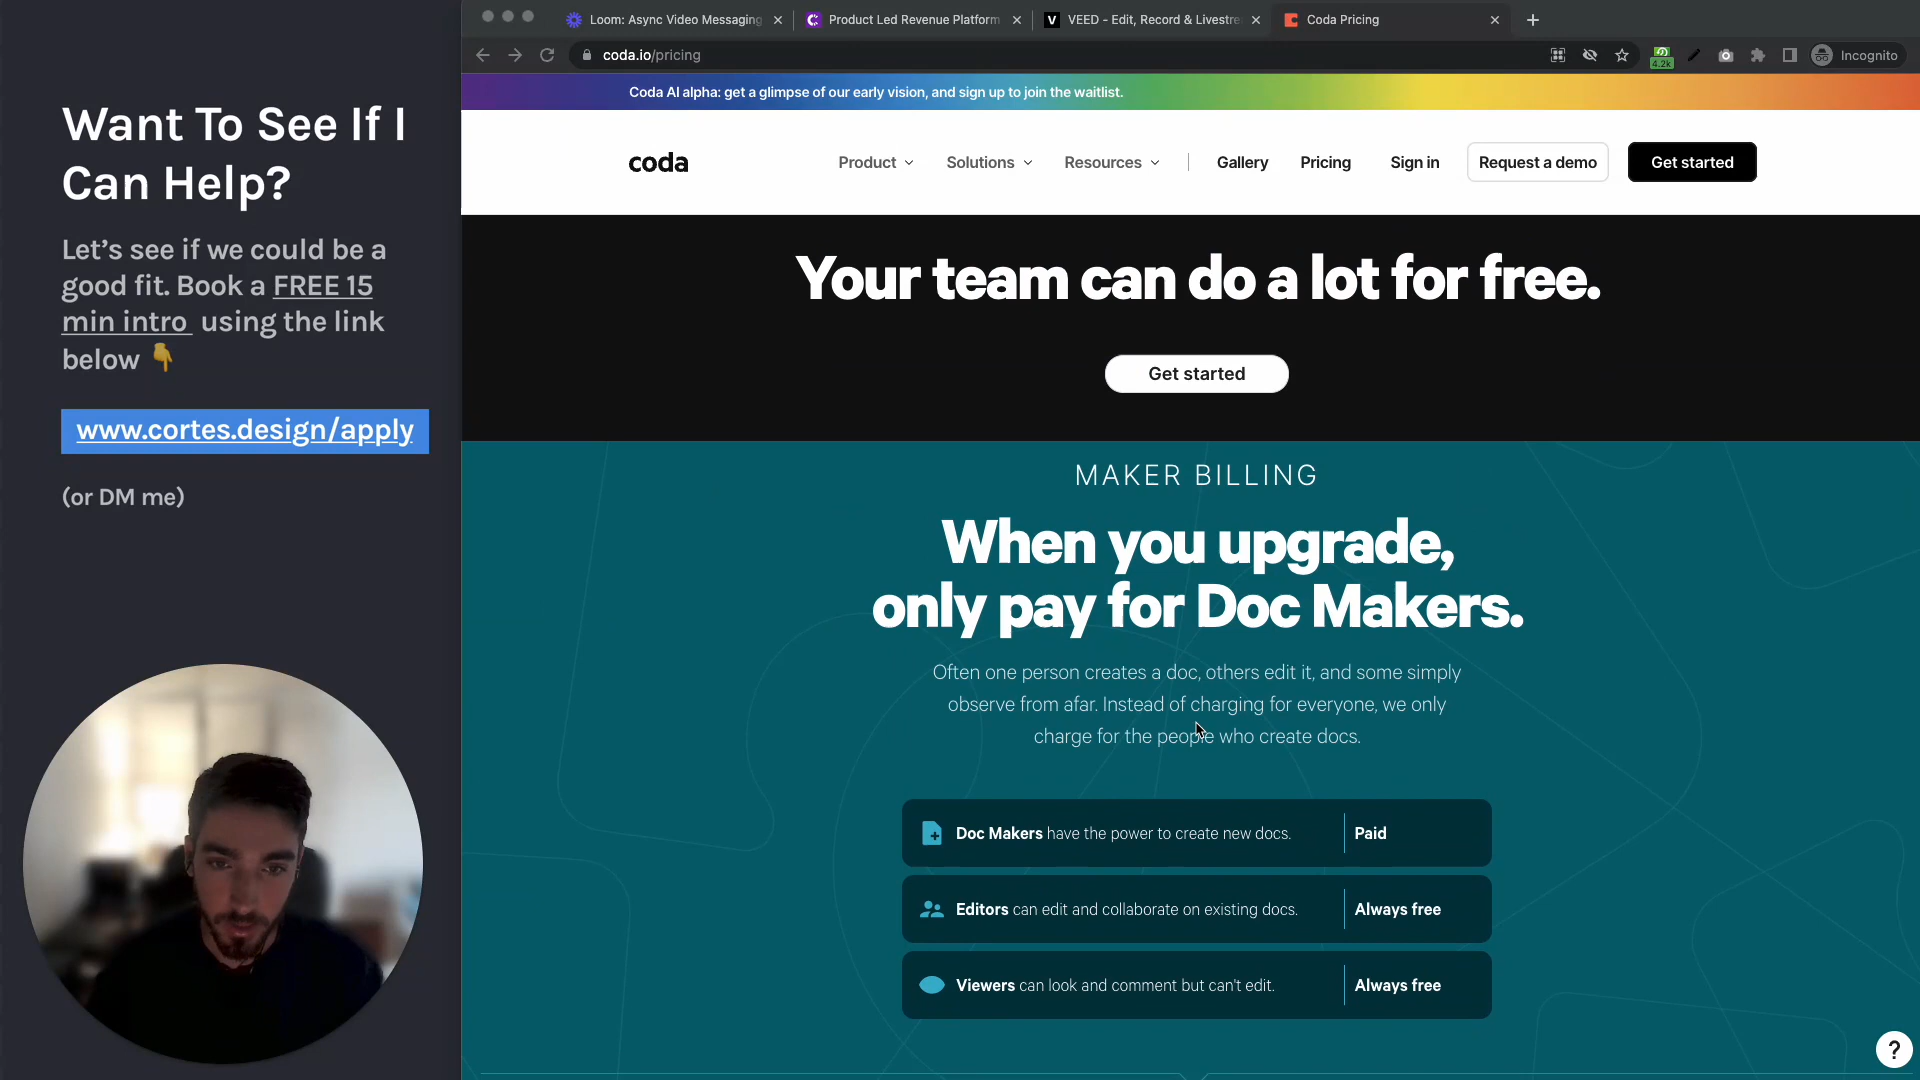 Want To See If I
Can Help?
Let's see if we could be a
good fit. Book a FREE 15
min intro using the link
below 👇
www.cortes.design/apply
(or DM me)
Loom: Async Video Messaging
Product Led Revenue Platform
VEED - Edit, Record & Livestre
Coda Pricing
coda.io/pricing
4.2k
Incognito
Coda AI alpha: get a glimpse of our early vision, and sign up to join the waitlist.
coda
Product
Solutions
Resources
Gallery
Pricing
Sign in
Request a demo
Get started
Your team can do a lot for free.
Get started
MAKER BILLING
When you upgrade,
only pay for Doc Makers.
Often one person creates a doc, others edit it, and some simply
observe from afar. Instead of charging for everyone, we only
charge for the people who create docs.
Doc Makers have the power to create new docs. Paid
Editors can edit and collaborate on existing docs. Always free
Viewers can look and comment but can't edit. Always free
?